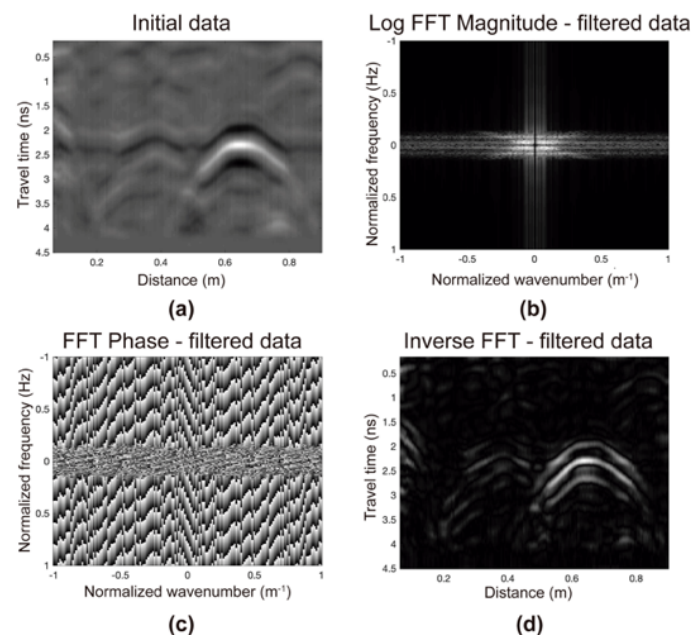 Initial data
0.5
1
1.5
2
2.5
3
3.5
4
4.5
Travel time (ns)
0.2
0.4
0.6
0.8
Distance (m)
(a)
Log FFT Magnitude - filtered data
-1
0.5
0
0.5
1
Normalized frequency (Hz)
-1
-0.5
0
0.5
1
Normalized wavenumber (m⁻¹)
(b)
FFT Phase - filtered data
-1
0.5
0
0.5
1
Normalized frequency (Hz)
-1
-0.5
0
0.5
1
Normalized wavenumber (m⁻¹)
(c)
Inverse FFT - filtered data
0.5
1
1.5
2
2.5
3
3.5
4
4.5
Travel time (ns)
0.2
0.4
0.6
0.8
Distance (m)
(d)